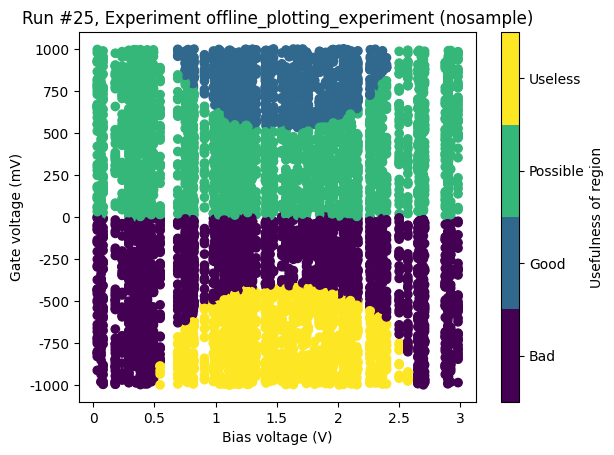 Run #25, Experiment offline_plotting_experiment (nosample)
1000
750
500
250
0
-250
-500
-750
-1000
Gate voltage (mV)
0
0.5
1
1.5
2
2.5
3
Bias voltage (V)
Useless
Possible
Good
Bad
Usefulness of region